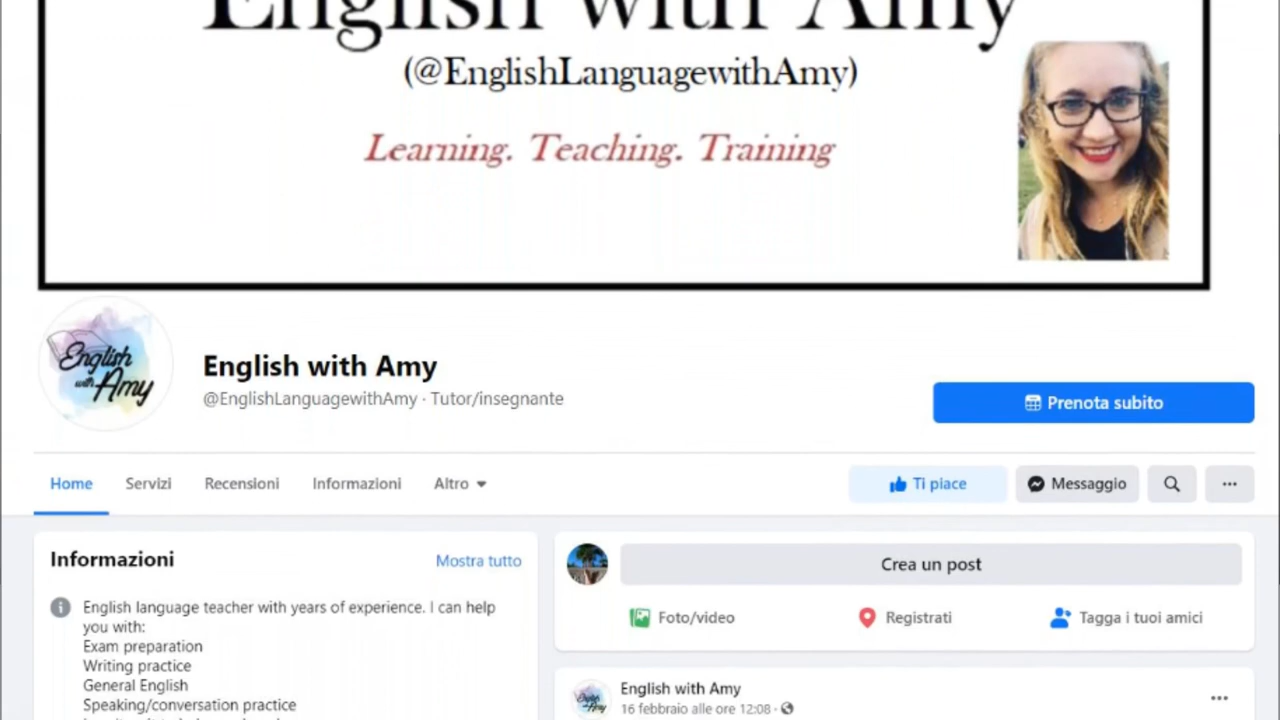 English with Amy
(@EnglishLanguagewithAmy)
Learning. Teaching. Training
English
with
Amy
English with Amy
@EnglishLanguagewithAmy · Tutor/insegnante
Prenota subito
Home Servizi Recensioni Informazioni Altro
Ti piace Messaggio ...
Informazioni Mostra tutto
English language teacher with years of experience. I can help
you with:
Exam preparation
Writing practice
General English
Speaking/conversation practice
Crea un post
Foto/video Registrati Tagga i tuoi amici
English with Amy
English with Amy
16 febbraio alle ore 12:08 ·
...